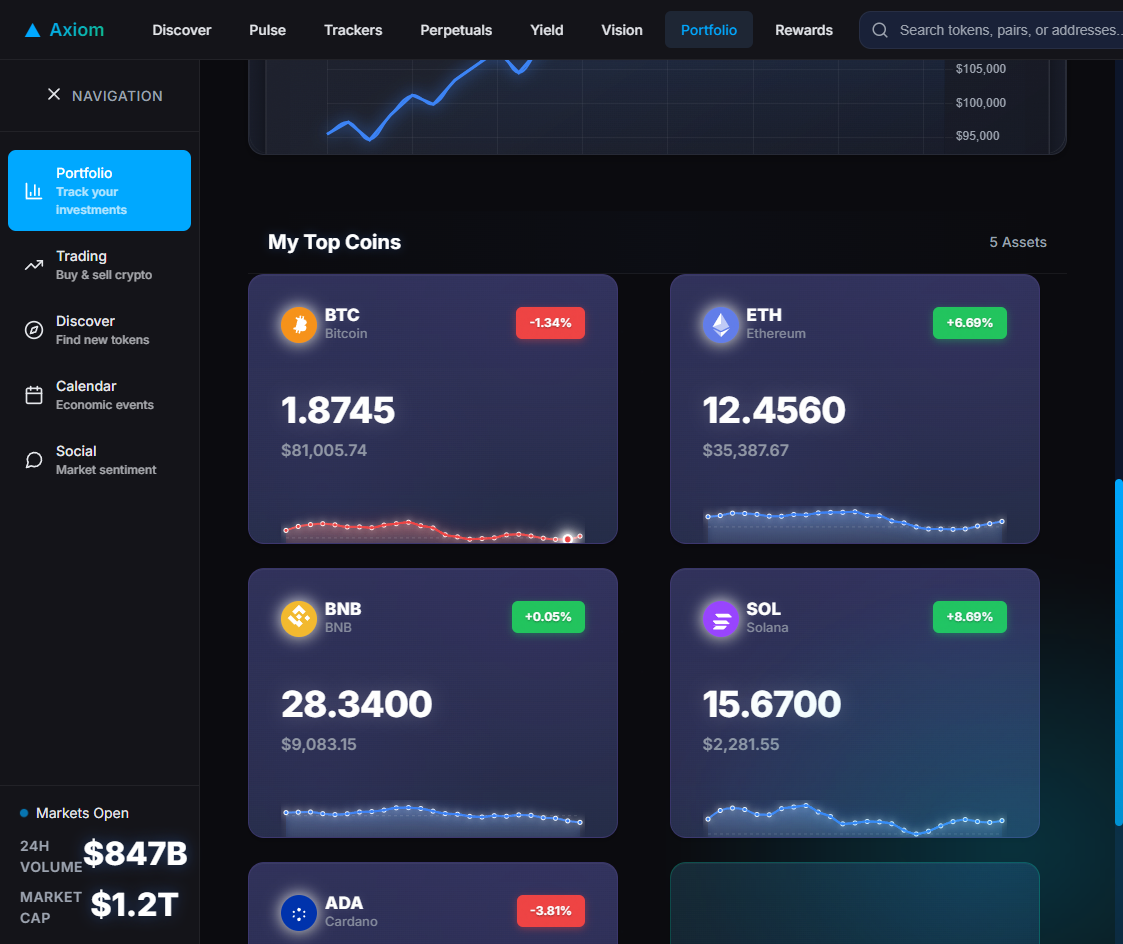 Axiom
Discover
Pulse
Trackers
Perpetuals
Yield
Vision
Portfolio
Rewards
Search tokens, pairs, or addresses...
NAVIGATION
Portfolio
Track your
investments
Trading
Buy & sell crypto
Discover
Find new tokens
Calendar
Economic events
Social
Market sentiment
Markets Open
24H
VOLUME
$847B
MARKET
CAP
$1.2T
$105,000
$100,000
$95,000
My Top Coins
5 Assets
BTC
Bitcoin
-1.34%
1.8745
$81,005.74
ETH
Ethereum
+6.69%
12.4560
$35,387.67
BNB
BNB
+0.05%
28.3400
$9,083.15
SOL
Solana
+8.69%
15.6700
$2,281.55
ADA
Cardano
-3.81%